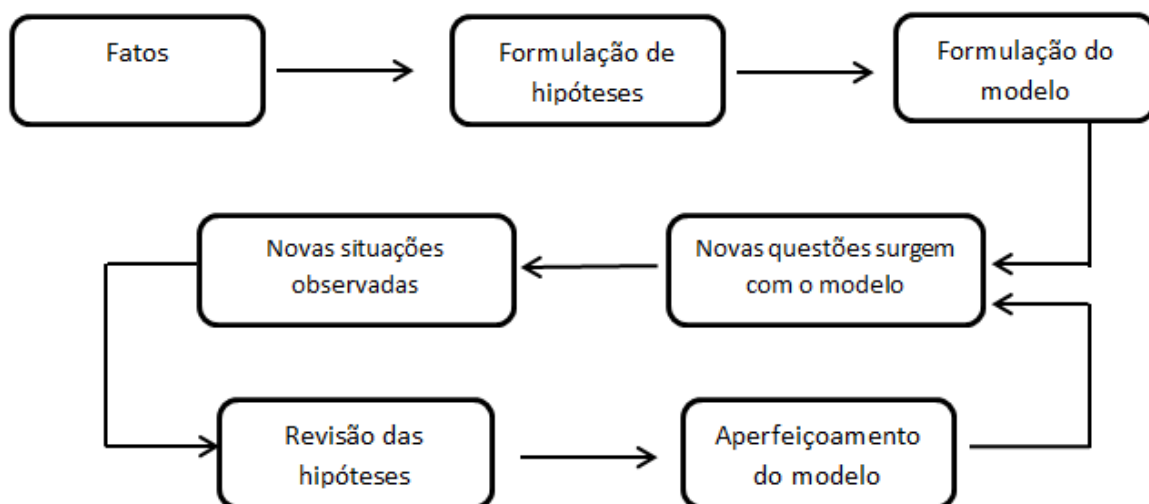 Fatos
Formulação de
hipóteses
Formulação do
modelo
Novas questões surgem
com o modelo
Novas situações
observadas
Revisão das
hipóteses
Aperfeiçoamento
do modelo